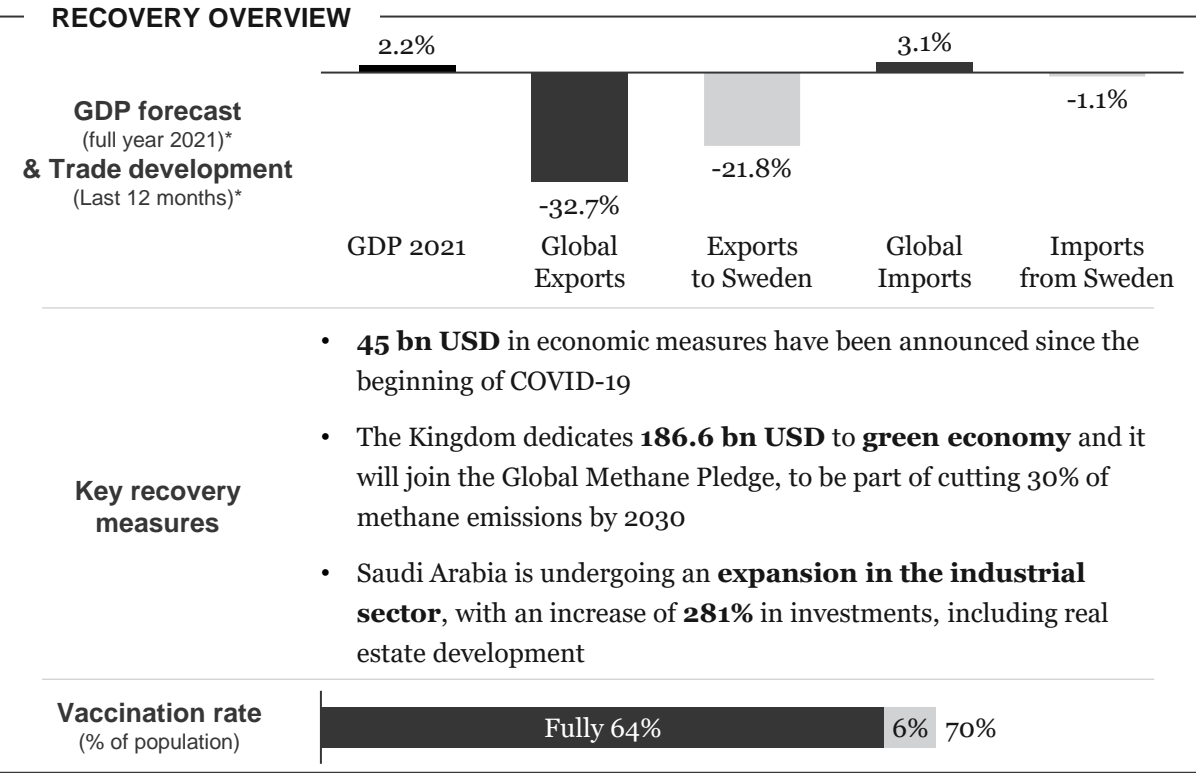 RECOVERY OVERVIEW
2.2%
3.1%
-1.1%
GDP forecast
(full year 2021)*
& Trade development
(Last 12 months)*
-21.8%
-32.7%
GDP 2021
Global
Exports
Exports
to Sweden
Global
Imports
Imports
from Sweden
Key recovery
measures
• 45 bn USD in economic measures have been announced since the
beginning of COVID-19
• The Kingdom dedicates 186.6 bn USD to green economy and it
will join the Global Methane Pledge, to be part of cutting 30% of
methane emissions by 2030
• Saudi Arabia is undergoing an expansion in the industrial
sector, with an increase of 281% in investments, including real
estate development
Vaccination rate
(% of population)
Fully 64%
6%
70%